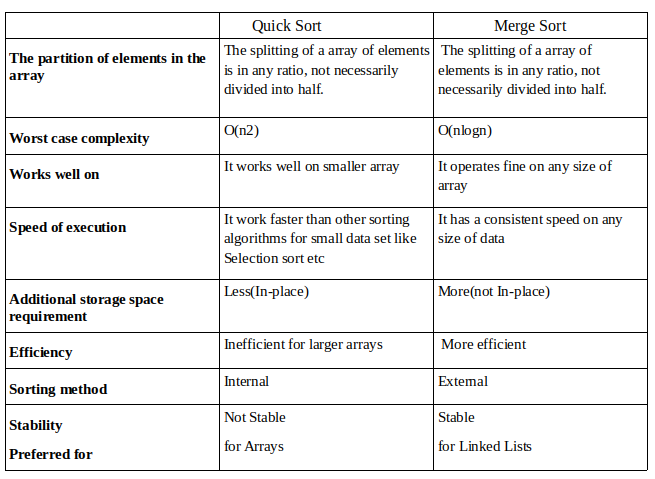 Quick Sort Merge Sort
The partition of elements in the
array
The splitting of a array of elements
is in any ratio, not necessarily
divided into half.
The splitting of a array of
elements is in any ratio, not
necessarily divided into half.
Worst case complexity
O(n2)
O(nlogn)
Works well on
It works well on smaller array
It operates fine on any size of
array
Speed of execution
It work faster than other sorting
algorithms for small data set like
Selection sort etc
It has a consistent speed on any
size of data
Additional storage space
requirement
Less(In-place)
More(not In-place)
Efficiency
Inefficient for larger arrays
More efficient
Sorting method
Internal
External
Stability
Not Stable
Stable
Preferred for
for Arrays
for Linked Lists